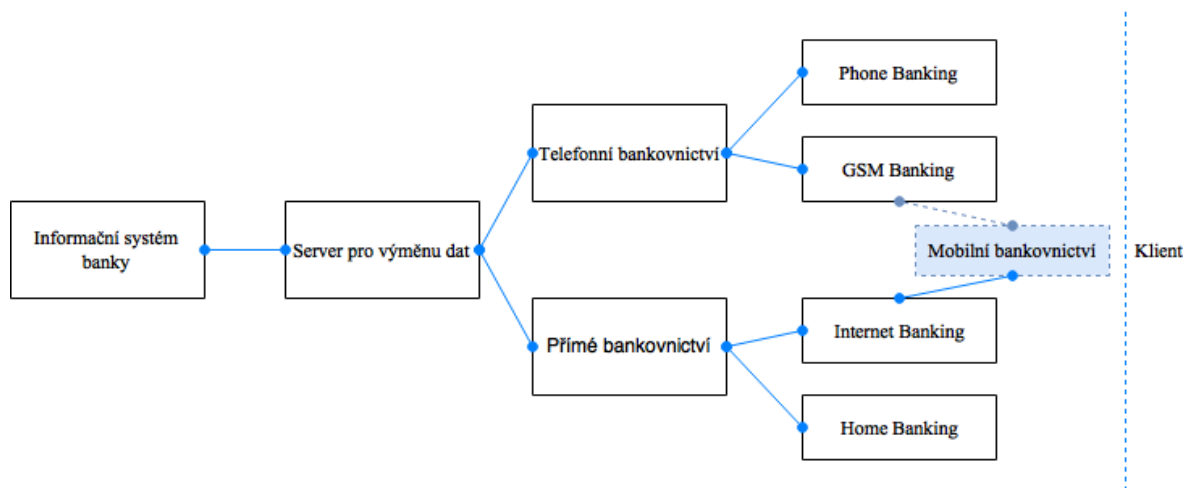 Phone Banking
Telefonní bankovnictví
GSM Banking
Informační systém
banky
Server pro výměnu dat
Mobilní bankovnictví
Klient
Přímé bankovnictví
Internet Banking
Home Banking